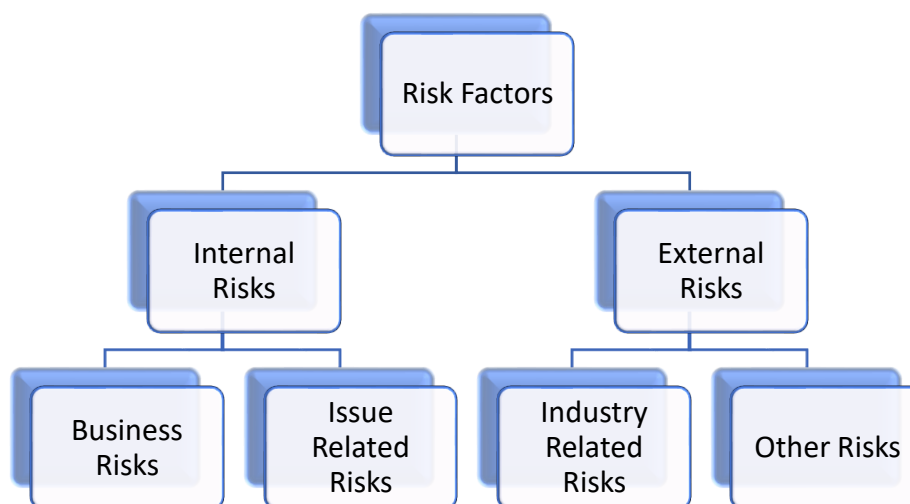 Risk Factors
Internal
Risks
External
Risks
Business
Risks
Issue
Related
Risks
Industry
Related
Risks
Other Risks